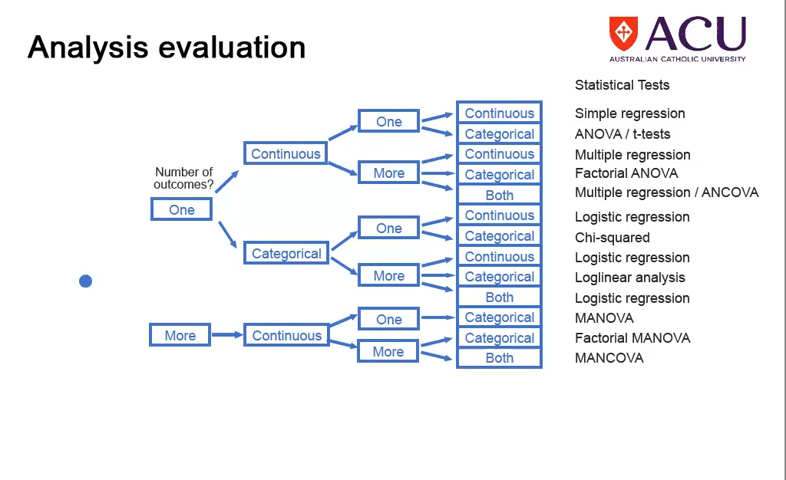 Analysis evaluation
ACU
AUSTRALIAN CATHOLIC UNIVERSITY
Statistical Tests
Number of
outcomes?
One
Continuous
One
Continuous
Simple regression
Categorical
ANOVA / t-tests
More
Continuous
Multiple regression
Categorical
Factorial ANOVA
Both
Multiple regression / ANCOVA
Categorical
One
Continuous
Logistic regression
Categorical
Chi-squared
More
Continuous
Logistic regression
Categorical
Loglinear analysis
Both
Logistic regression
More
Continuous
One
Categorical
MANOVA
More
Categorical
Factorial MANOVA
Both
MANCOVA